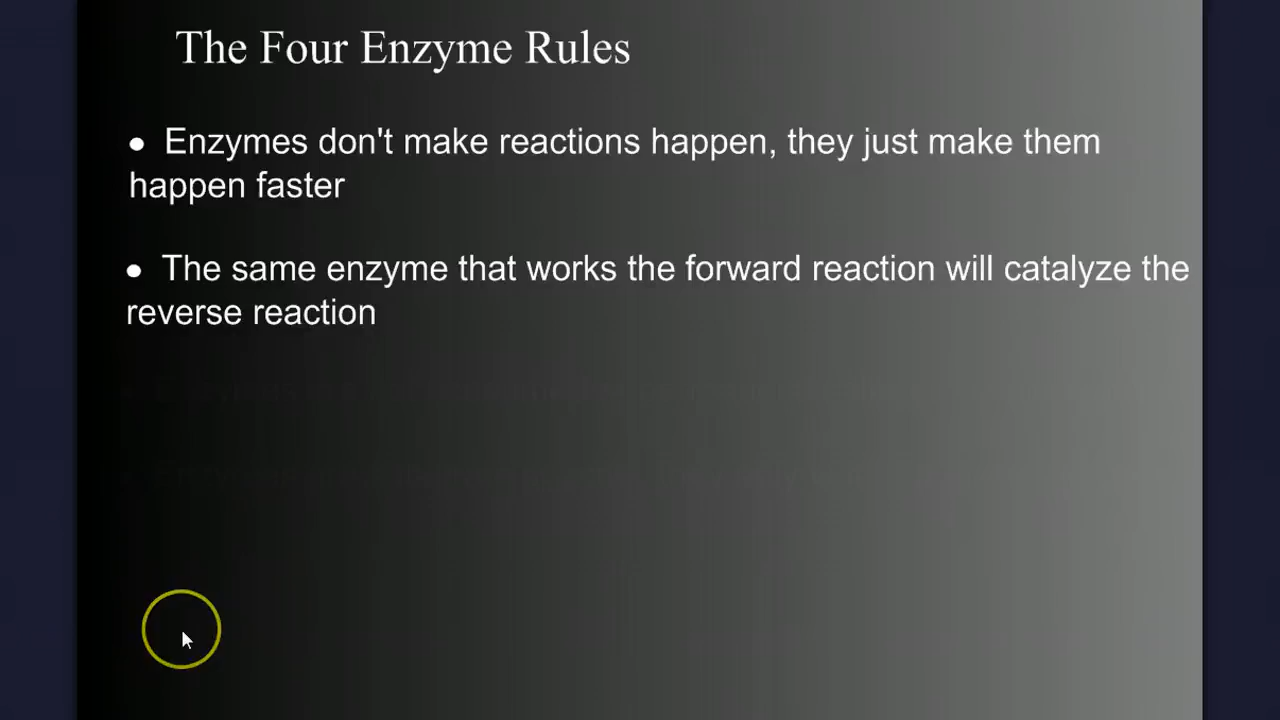 The Four Enzyme Rules
● Enzymes don't make reactions happen, they just make them
happen faster
● The same enzyme that works the forward reaction will catalyze the
reverse reaction